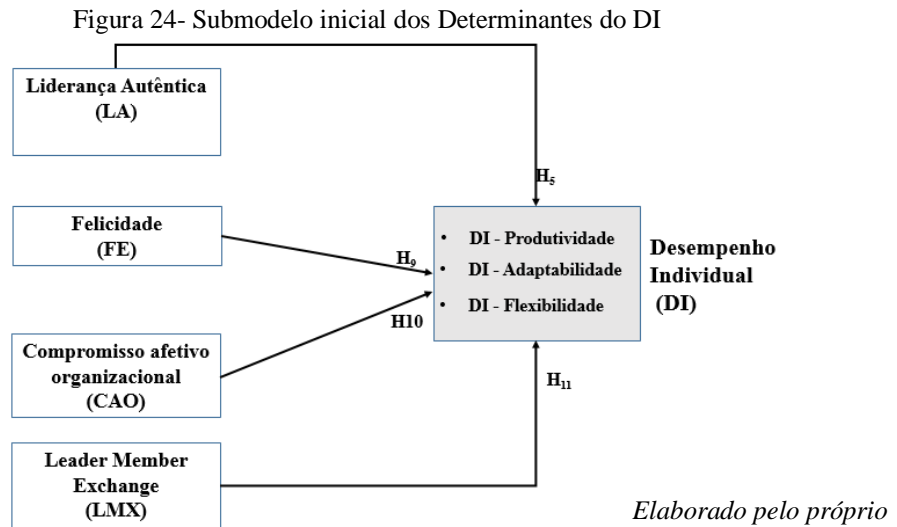 Figura 24- Submodelo inicial dos Determinantes do DI
Liderança Autêntica
(LA)
H₅
Felicidade
(FE)
H₉
• DI - Produtividade
• DI - Adaptabilidade
• DI - Flexibilidade
Desempenho
Individual
(DI)
H10
Compromisso afetivo
organizacional
(CAO)
H₁₁
Leader Member
Exchange
(LMX)
Elaborado pelo próprio